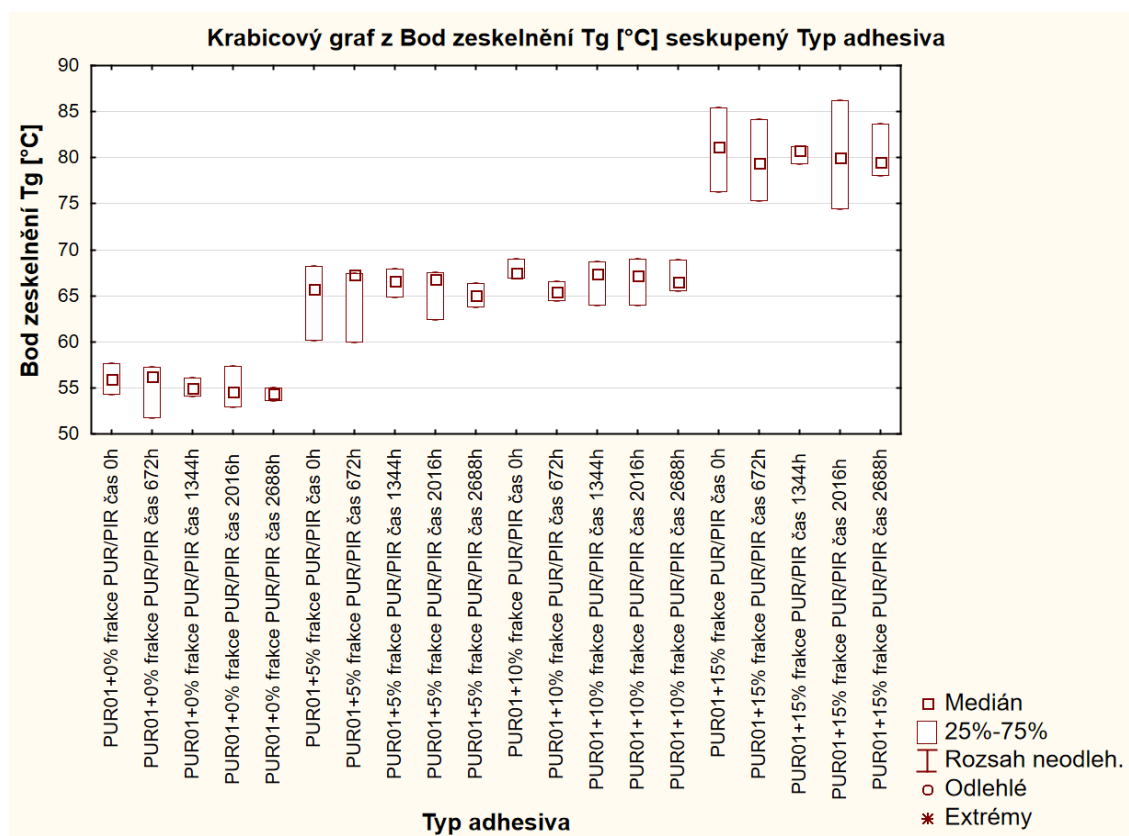 Krabicový graf z Bod zeskelnění Tg [°C] seskupený Typ adhesiva
Bod zeskelnění Tg [°C]
90
85
80
75
70
65
60
55
50
PUR01+0% frakce PUR/PIR čas 0h
PUR01+0% frakce PUR/PIR čas 672h
PUR01+0% frakce PUR/PIR čas 1344h
PUR01+0% frakce PUR/PIR čas 2016h
PUR01+0% frakce PUR/PIR čas 2688h
PUR01+5% frakce PUR/PIR čas 0h
PUR01+5% frakce PUR/PIR čas 672h
PUR01+5% frakce PUR/PIR čas 1344h
PUR01+5% frakce PUR/PIR čas 2016h
PUR01+5% frakce PUR/PIR čas 2688h
PUR01+10% frakce PUR/PIR čas 0h
PUR01+10% frakce PUR/PIR čas 672h
PUR01+10% frakce PUR/PIR čas 1344h
PUR01+10% frakce PUR/PIR čas 2016h
PUR01+10% frakce PUR/PIR čas 2688h
PUR01+15% frakce PUR/PIR čas 0h
PUR01+15% frakce PUR/PIR čas 672h
PUR01+15% frakce PUR/PIR čas 1344h
PUR01+15% frakce PUR/PIR čas 2016h
PUR01+15% frakce PUR/PIR čas 2688h
Typ adhesiva
Medián
25%-75%
Rozsah neodleh.
Odlehlé
Extrémy